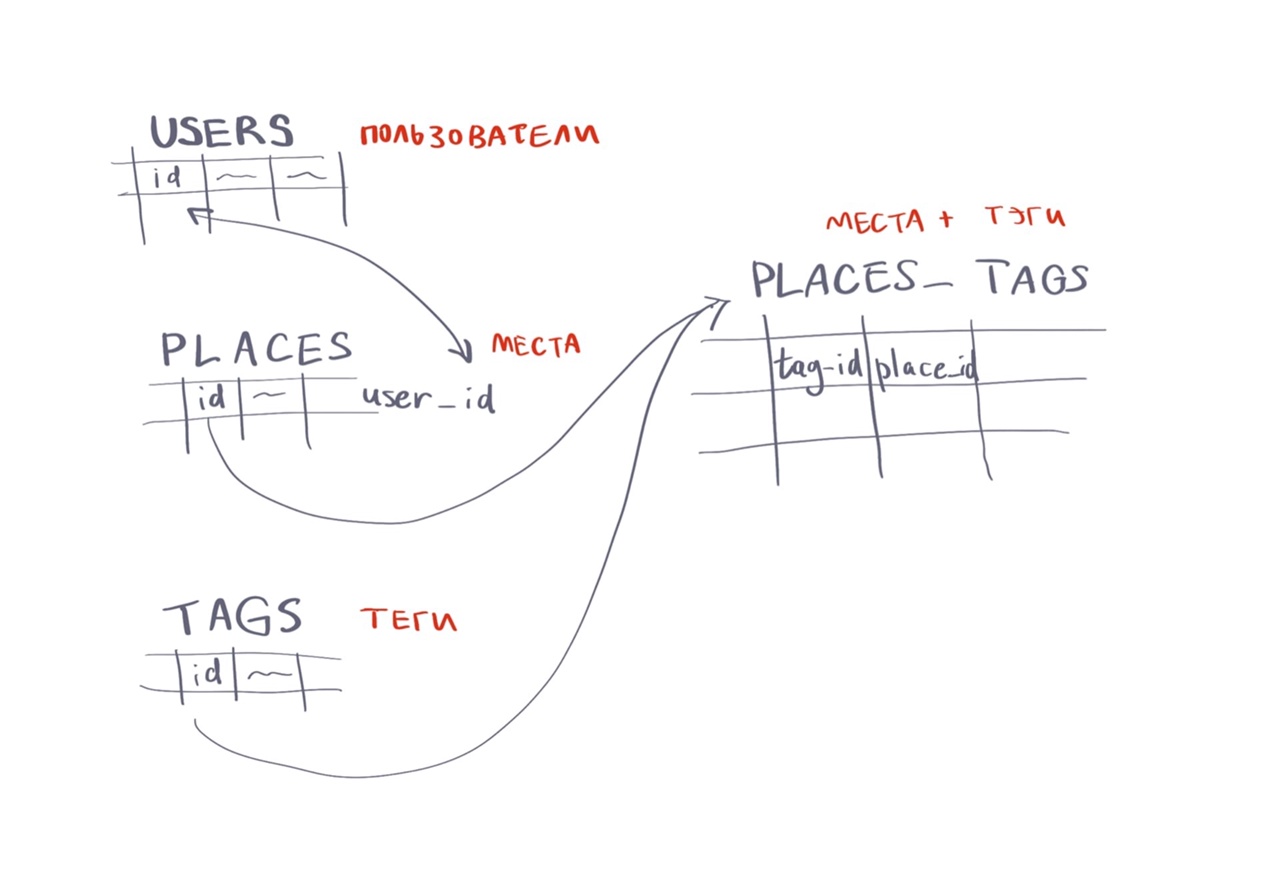 USERS ПОЛЬЗОВАТЕЛИ
id
PLACES МЕСТА
id user_id
TAGS ТЕГИ
id
МЕСТА + ТЭГИ
PLACES_TAGS
tag-id place_id